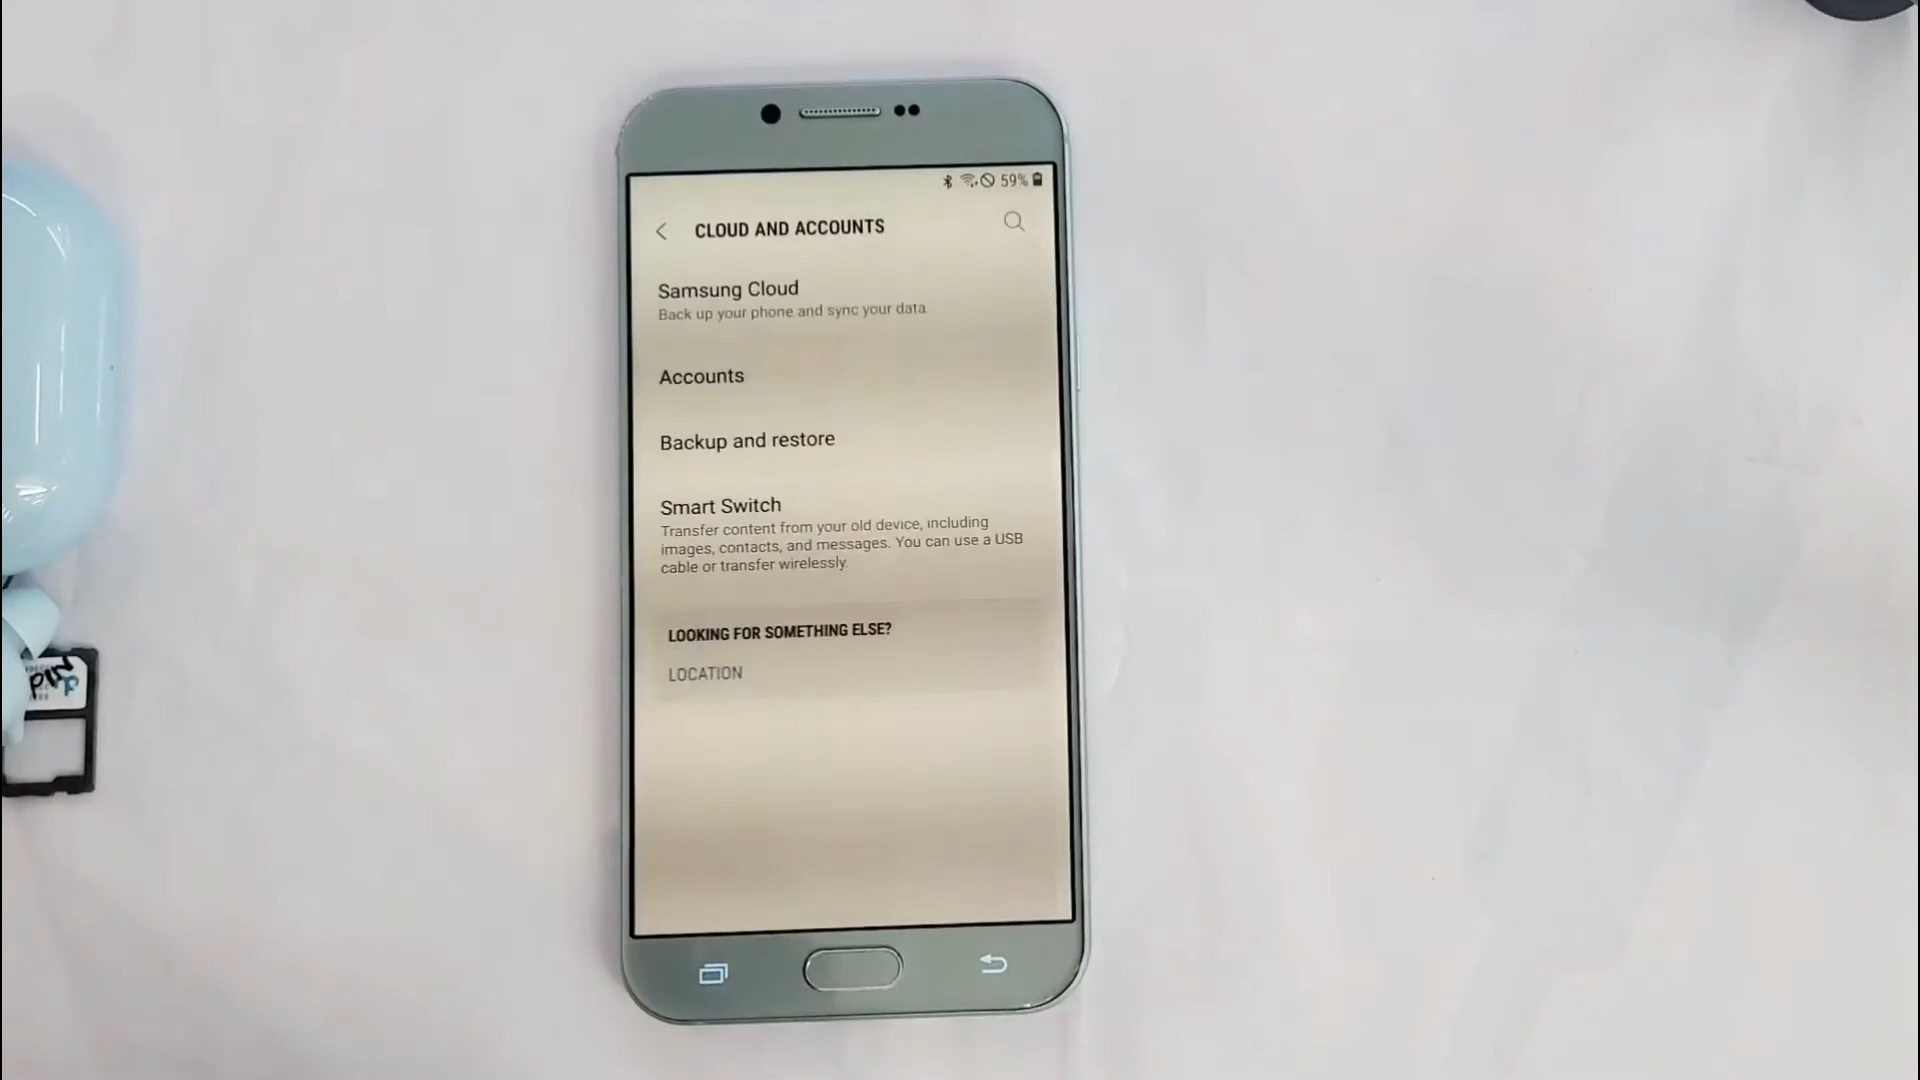 59%
CLOUD AND ACCOUNTS
Samsung Cloud
Back up your phone and sync your data
Accounts
Backup and restore
Smart Switch
Transfer content from your old device, including
images, contacts, and messages. You can use a USB
cable or transfer wirelessly.
LOOKING FOR SOMETHING ELSE?
LOCATION